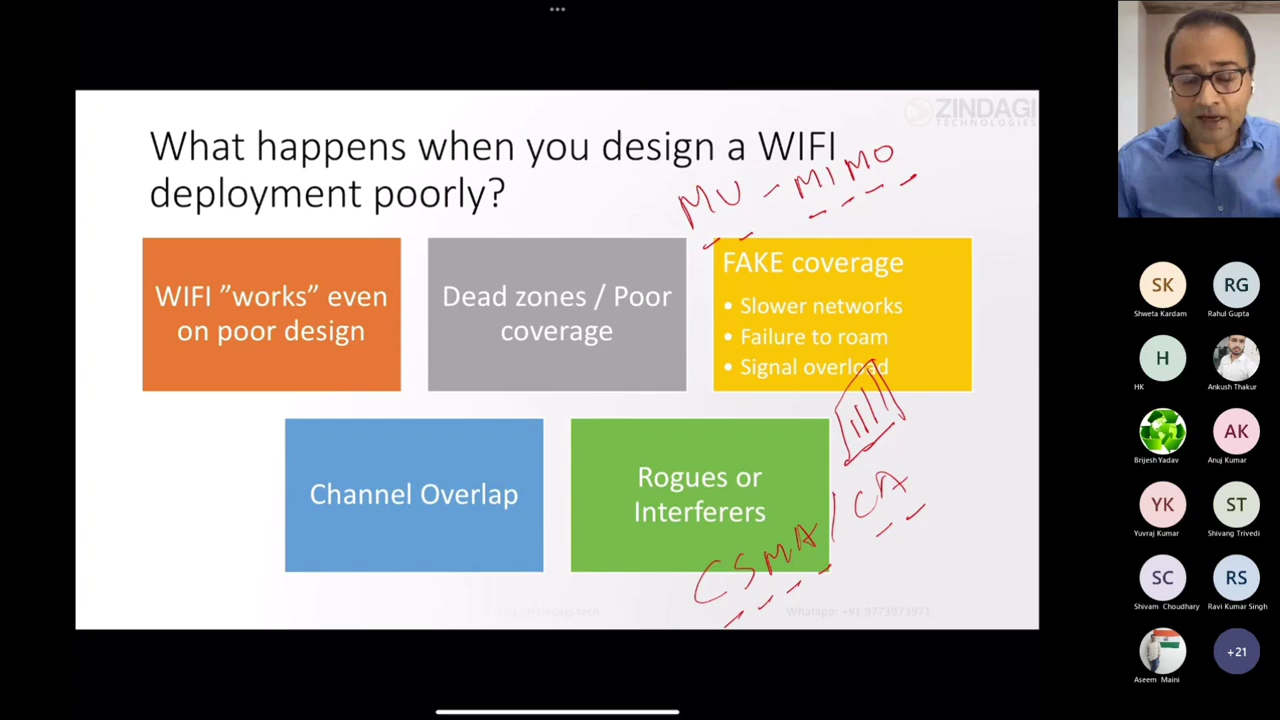 •••
ZINDAGI
TECHNOLOGIES
What happens when you design a WIFI
deployment poorly?
MU - MIMO
WIFI ”works” even
on poor design
Dead zones / Poor
coverage
FAKE coverage
• Slower networks
• Failure to roam
• Signal overload
Channel Overlap
Rogues or
Interferers
CSMA/CA
Whatapp: +91 9773973971
SK
Shweta Kardam
RG
Rahul Gupta
H
HK
Ankush Thakur
Brijesh Yadav
AK
Anuj Kumar
YK
Yuvraj Kumar
ST
Shivang Trivedi
SC
Shivam Choudhary
RS
Ravi Kumar Singh
Aseem Maini
+21